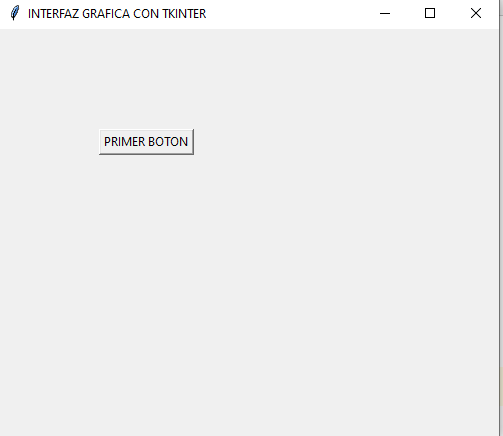 INTERFAZ GRAFICA CON TKINTER
PRIMER BOTON